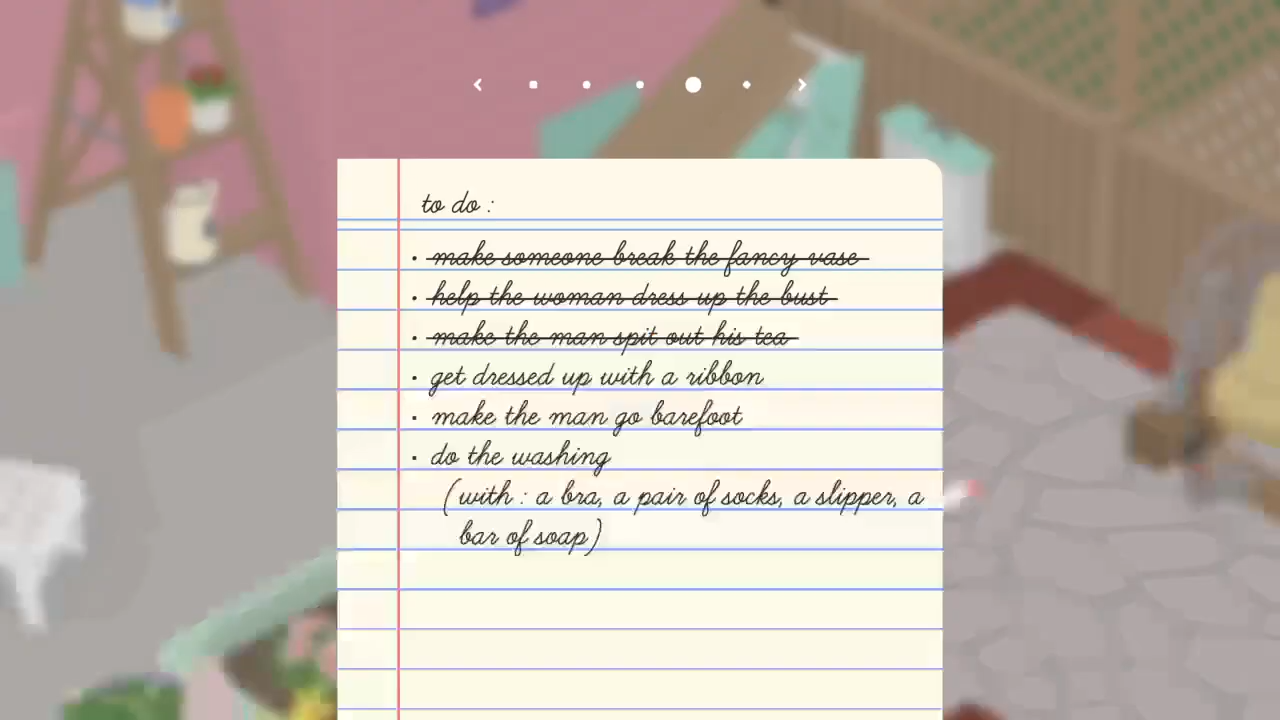 to do :
• make someone break the fancy vase
• help the woman dress up the bust
• make the man spit out his tea
• get dressed up with a ribbon
• make the man go barefoot
• do the washing
(with : a bra, a pair of socks, a slipper, a
bar of soap)